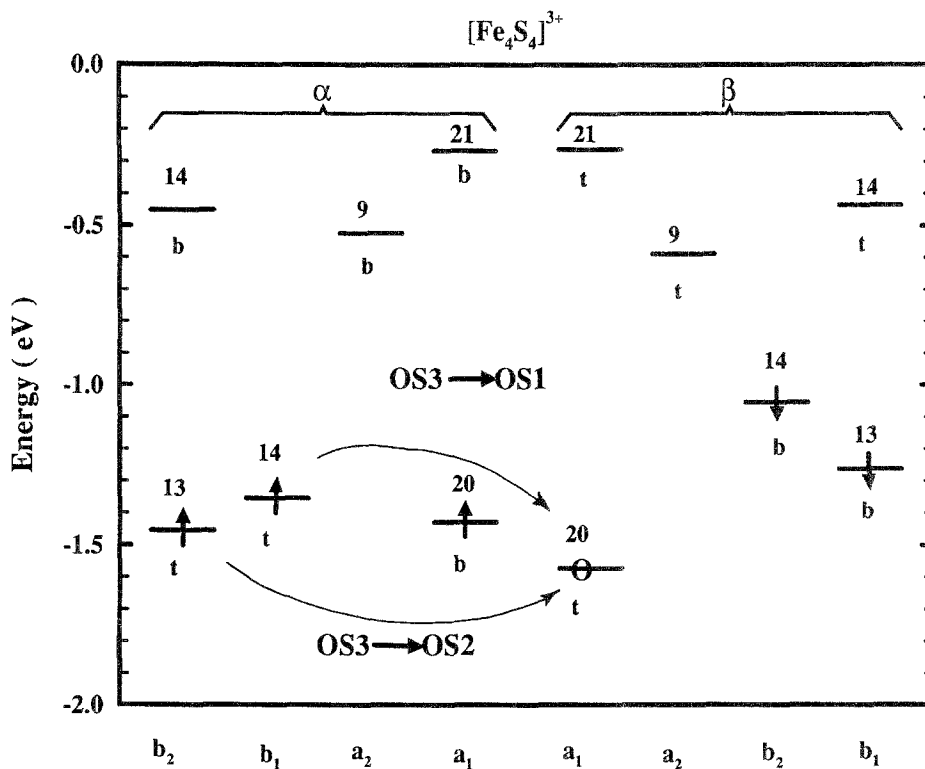 [Fe₄S₄]³⁺
0.0
α
β
21
21
14
b
t
14
9
9
-0.5
b
b
t
t
Energy ( eV )
14
-1.0
OS3 → OS1
b
13
14
20
13
b
t
b
20
-1.5
t
O
t
OS3 → OS2
-2.0
b₂ b₁ a₂ a₁ a₁ a₂ b₂ b₁